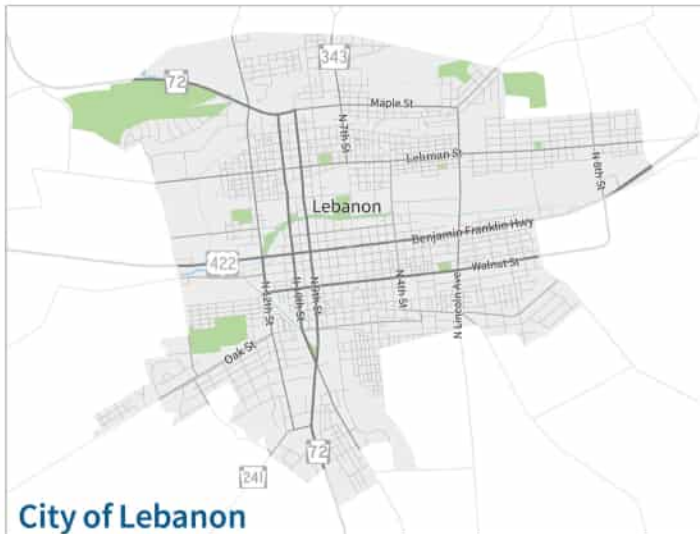 343
72
Maple St
N 7th St
Lehman St
N 8th St
Lebanon
Benjamin Franklin Hwy
422
Walnut St
N 12th St
N 10th St
N 9th St
N 4th St
N Lincoln Ave
Oak St
72
241
City of Lebanon